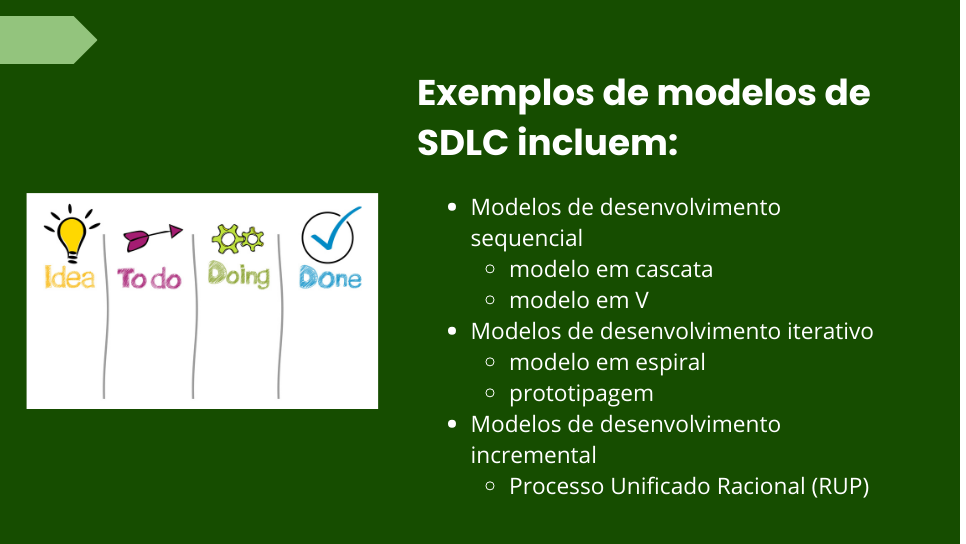 Exemplos de modelos de
SDLC incluem:
Idea
To do
Doing
Done
Modelos de desenvolvimento
sequencial
modelo em cascata
modelo em V
Modelos de desenvolvimento iterativo
modelo em espiral
prototipagem
Modelos de desenvolvimento
incremental
Processo Unificado Racional (RUP)